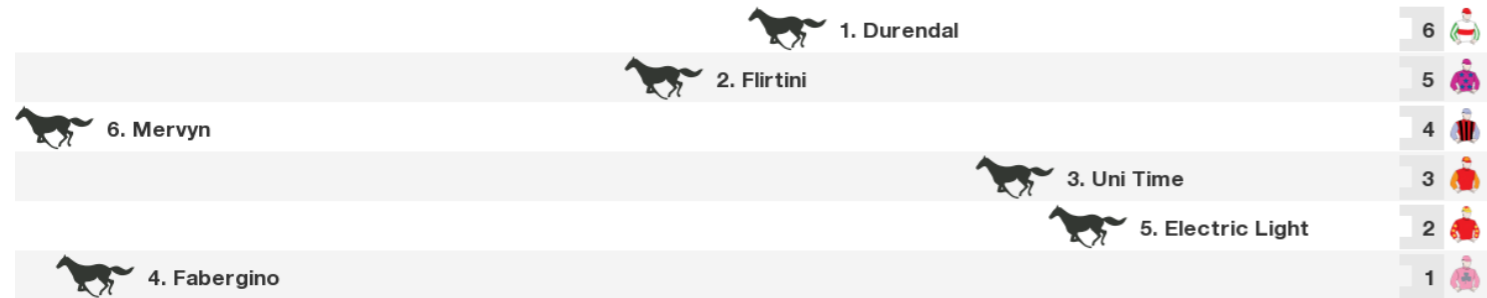 1. Durendal 6
2. Flirtini 5
6. Mervyn 4
3. Uni Time 3
5. Electric Light 2
4. Fabergino 1